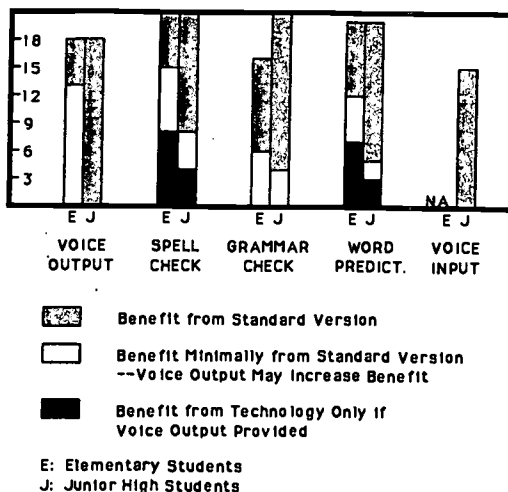 18
15
12
9
6
3
NA
E J E J E J E J E J
VOICE OUTPUT
SPELL CHECK
GRAMMAR CHECK
WORD PREDICT.
VOICE INPUT
Benefit from Standard Version
Benefit Minimally from Standard Version
--Voice Output May Increase Benefit
Benefit from Technology Only if
Voice Output Provided
E: Elementary Students
J: Junior High Students